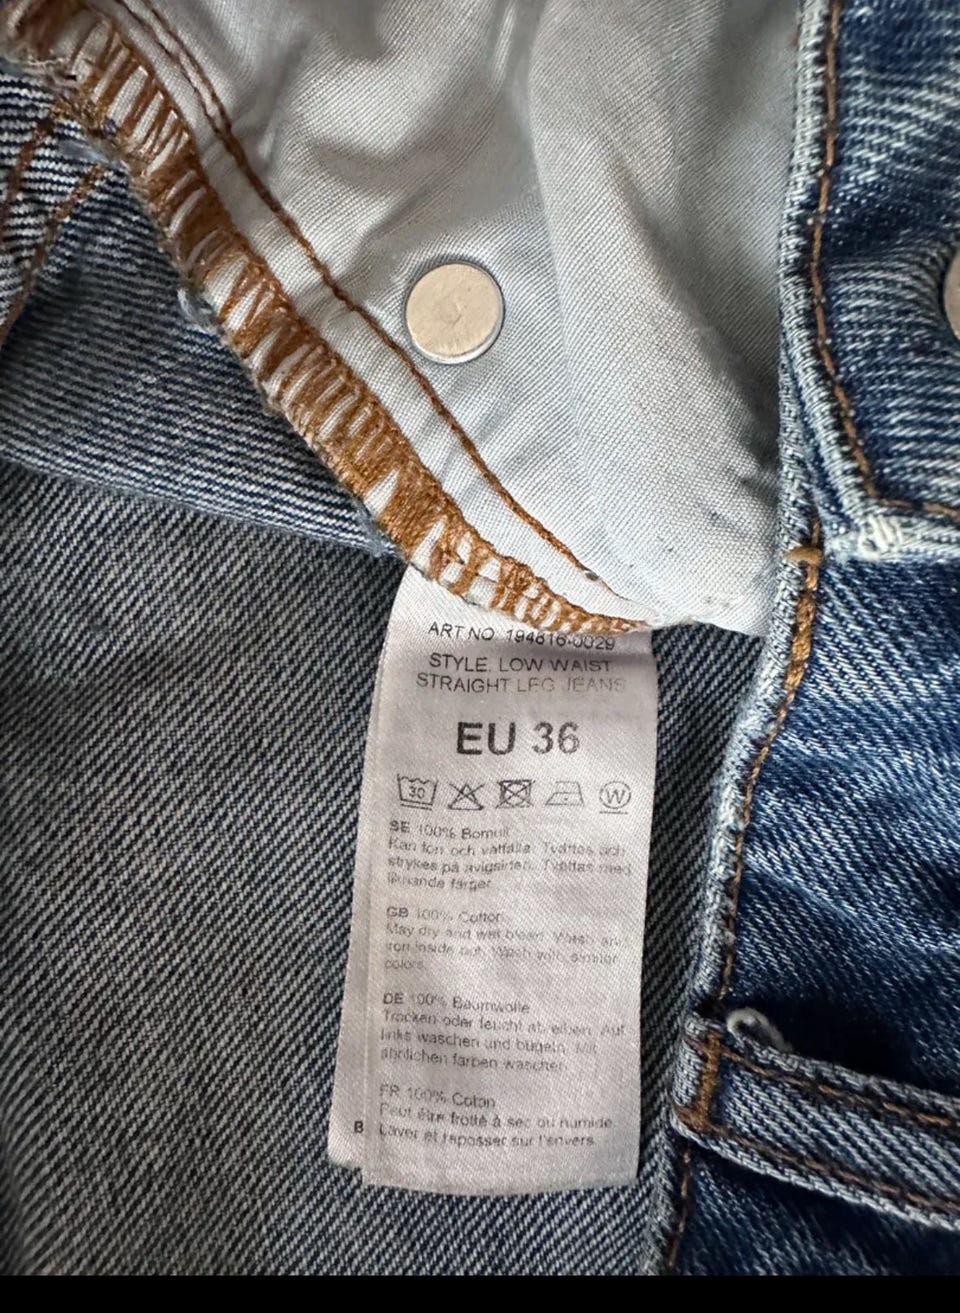 ART NO 194616-0029
STYLE. LOW WAIST
STRAIGHT LEG JEANS
EU 36
30
W
SE 100% Bomull
Kan torr och våtfälla. Tvättas och
strykes på avigsidan. Tvättas med
liknande färger
GB 100% Cotton
May dry and wet bleed. Wash and
iron inside out. Wash with similar
colors.
DE 100% Baumwolle
Trocken oder feucht ab eiben. Auf
links waschen und bügeln. Mit
ähnlichen farben waschen
FR 100% Coton
Peut être frotté à sec ou humide.
B
Laver et repasser sur l'envers